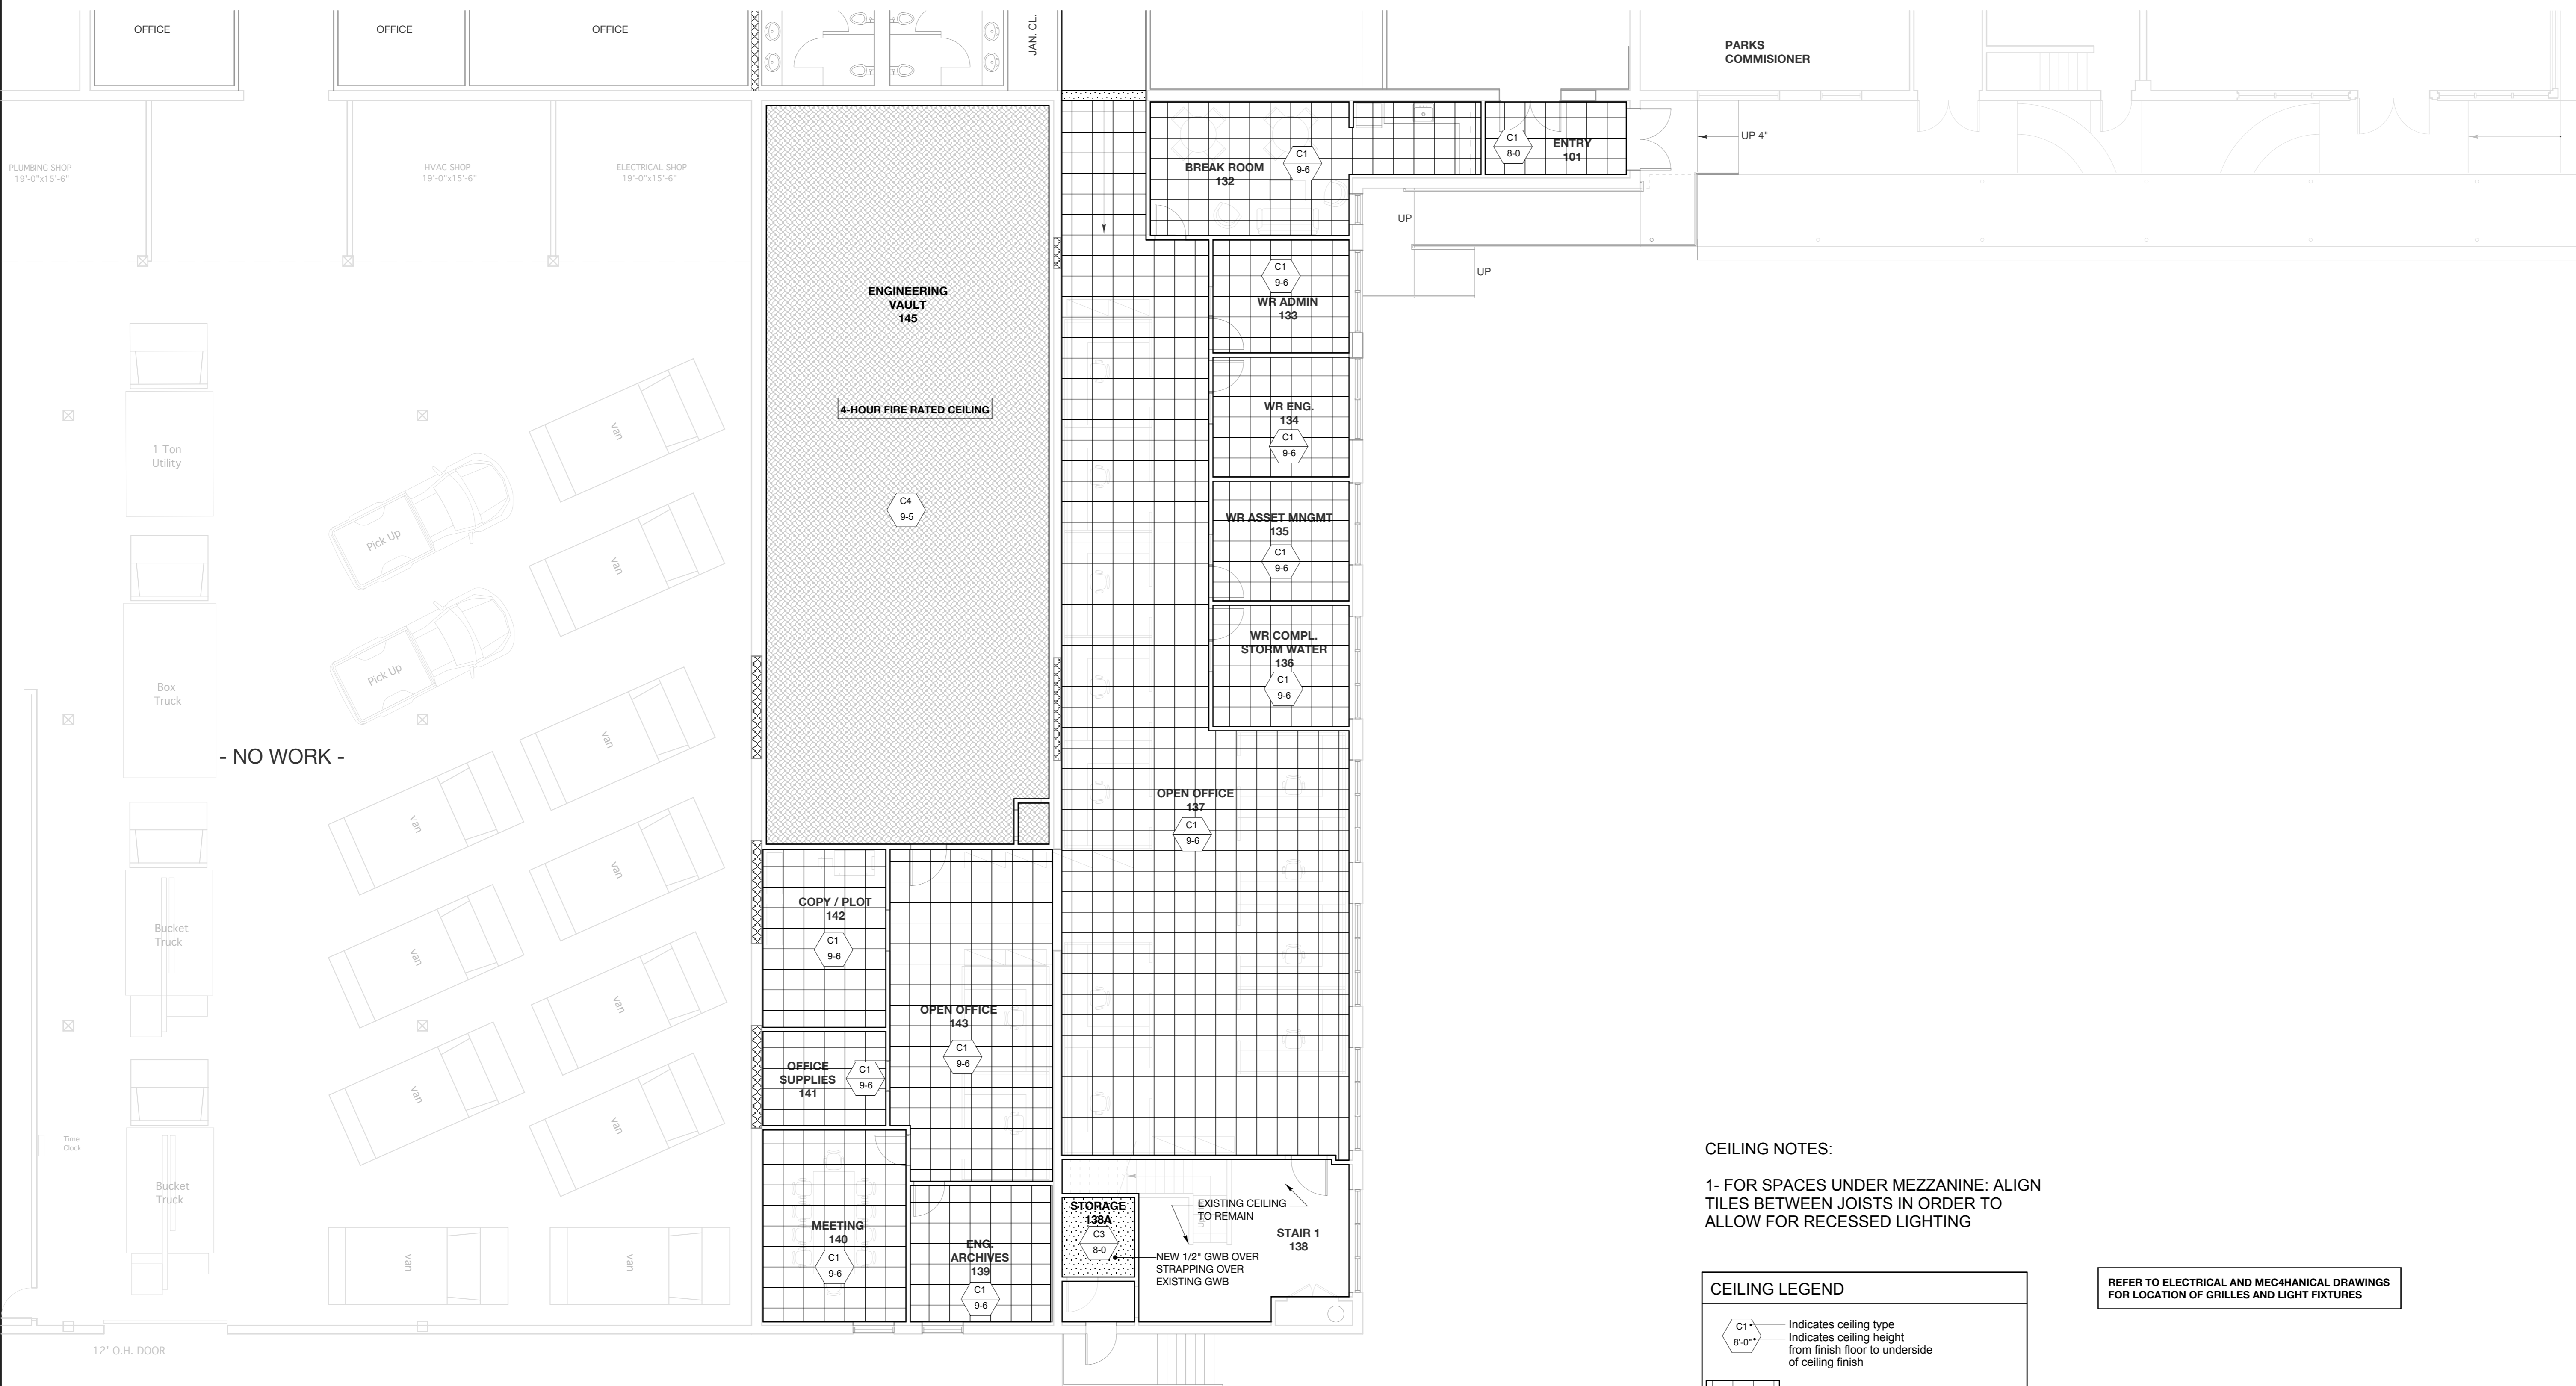 OFFICE
OFFICE
OFFICE
JAN. CL.
PARKS
COMMISIONER
PLUMBING SHOP
19'-0"x15'-6"
HVAC SHOP
19'-0"x15'-6"
ELECTRICAL SHOP
19'-0"x15'-6"
BREAK ROOM
132
C1
9-6
C1
8-0
ENTRY
101
UP 4"
UP
UP
ENGINEERING
VAULT
145
4-HOUR FIRE RATED CEILING
C4
9-5
C1
9-6
WR ADMIN
133
WR ENG.
134
C1
9-6
WR ASSET MNGMT
135
C1
9-6
WR COMPL.
STORM WATER
136
C1
9-6
OPEN OFFICE
137
C1
9-6
1 Ton
Utility
Box
Truck
Bucket
Truck
Bucket
Truck
Time
Clock
Pick Up
Pick Up
van
van
van
van
van
van
van
van
van
van
van
van
- NO WORK -
12' O.H. DOOR
COPY / PLOT
142
C1
9-6
OPEN OFFICE
143
C1
9-6
OFFICE
SUPPLIES
141
C1
9-6
MEETING
140
C1
9-6
ENG.
ARCHIVES
139
C1
9-6
STORAGE
138A
C3
8-0
EXISTING CEILING
TO REMAIN
UP
STAIR 1
138
NEW 1/2" GWB OVER
STRAPPING OVER
EXISTING GWB
CEILING NOTES:
1- FOR SPACES UNDER MEZZANINE: ALIGN
TILES BETWEEN JOISTS IN ORDER TO
ALLOW FOR RECESSED LIGHTING
CEILING LEGEND
C1
8'-0"
Indicates ceiling type
Indicates ceiling height
from finish floor to underside
of ceiling finish
REFER TO ELECTRICAL AND MEC4HANICAL DRAWINGS
FOR LOCATION OF GRILLES AND LIGHT FIXTURES